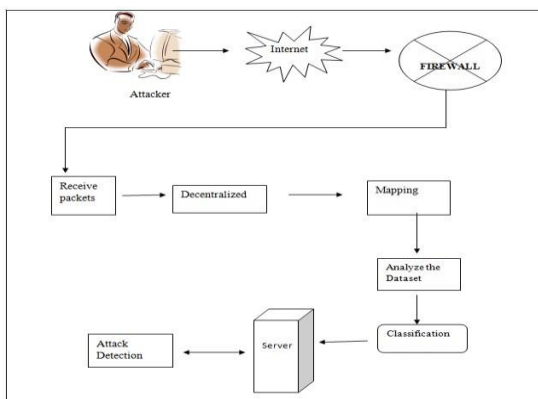 Attacker
Internet
FIREWALL
Receive
packets
Decentralized
Mapping
Analyze the
Dataset
Classification
Server
Attack
Detection